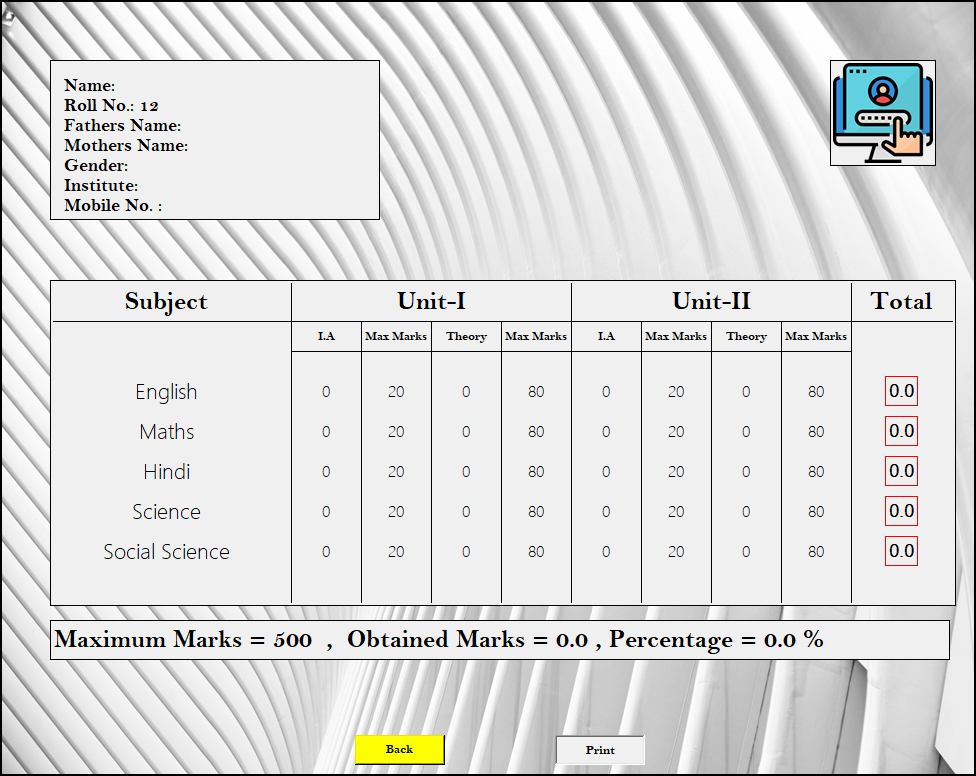 Name:
Roll No.: 12
Fathers Name:
Mothers Name:
Gender:
Institute:
Mobile No. :
Subject Unit-I Unit-II Total
I.A Max Marks Theory Max Marks I.A Max Marks Theory Max Marks
English 0 20 0 80 0 20 0 80 0.0
Maths 0 20 0 80 0 20 0 80 0.0
Hindi 0 20 0 80 0 20 0 80 0.0
Science 0 20 0 80 0 20 0 80 0.0
Social Science 0 20 0 80 0 20 0 80 0.0
Maximum Marks = 500 , Obtained Marks = 0.0 , Percentage = 0.0 %
Back Print